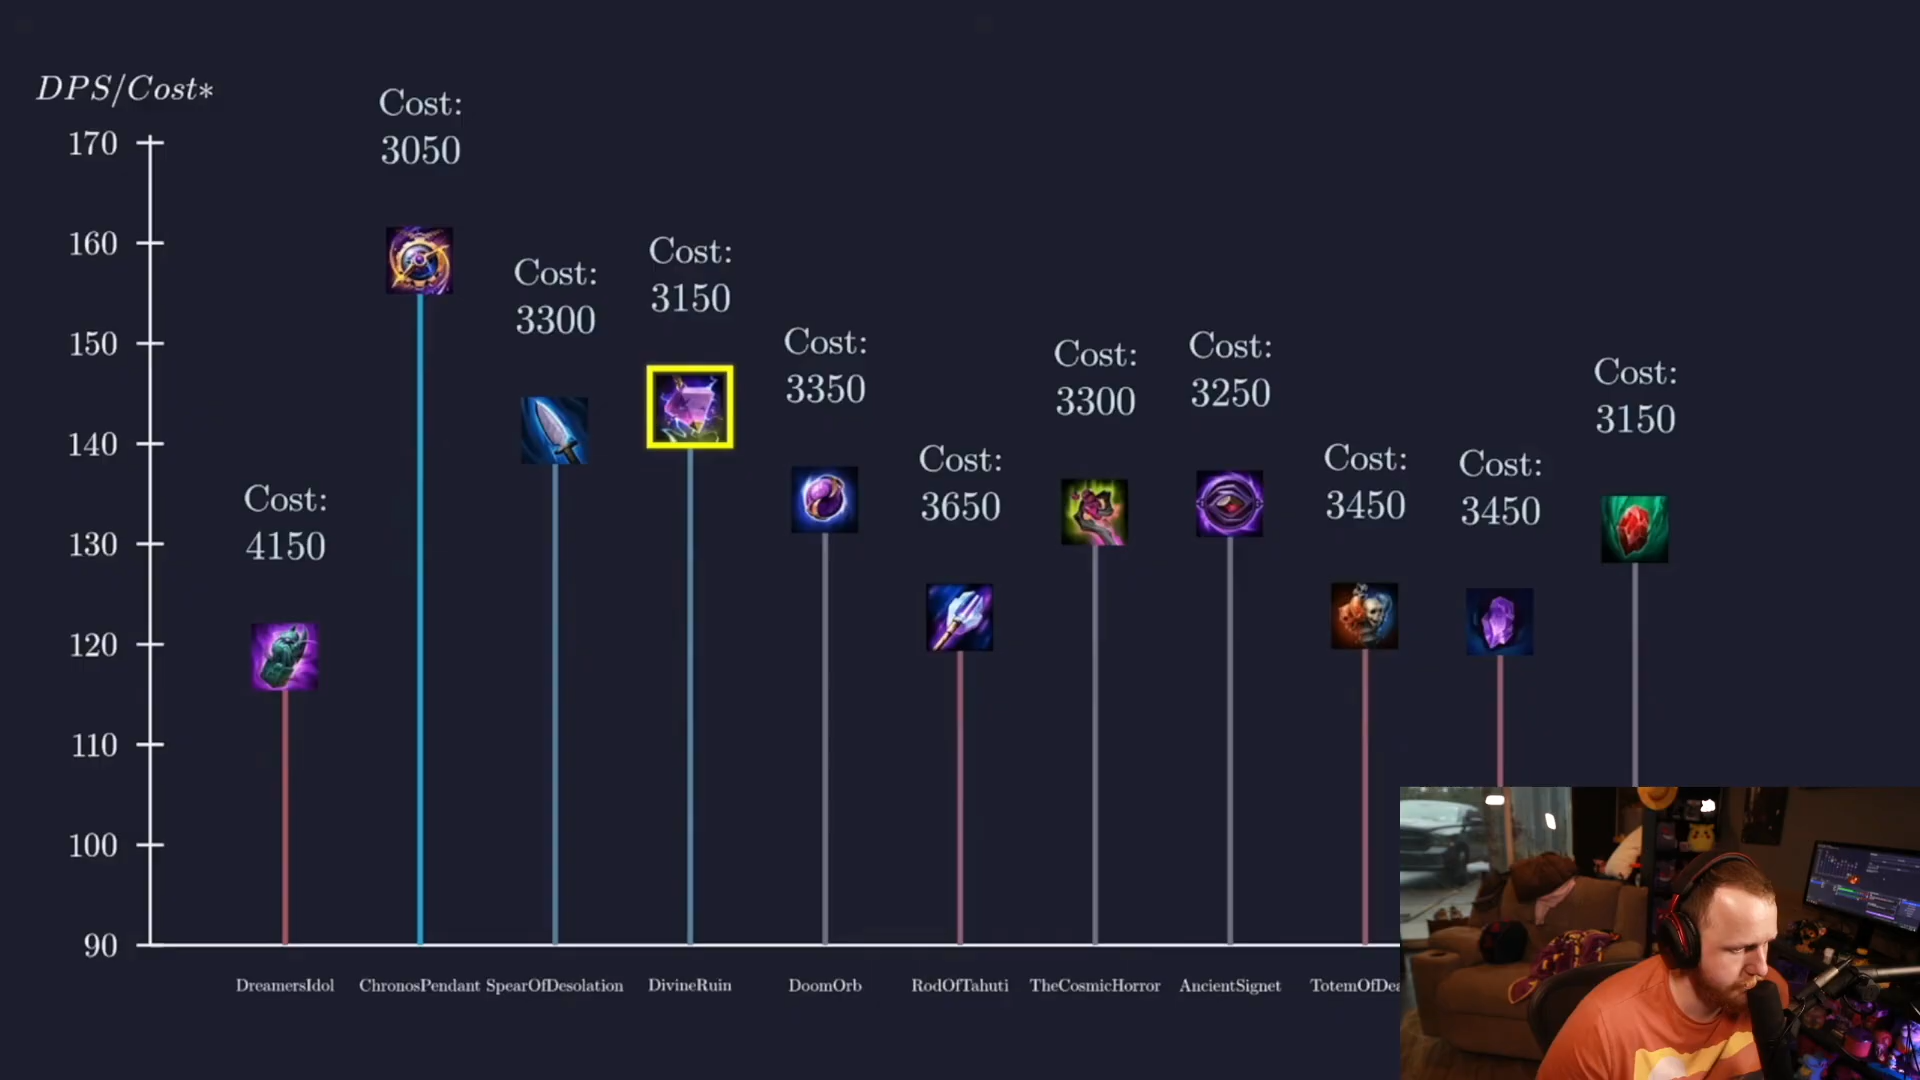 DPS/Cost*
170
160
150
140
130
120
110
100
90
Cost:
4150
Cost:
3050
Cost:
3300
Cost:
3150
Cost:
3350
Cost:
3650
Cost:
3300
Cost:
3250
Cost:
3450
Cost:
3450
Cost:
3150
DreamersIdol
ChronosPendant
SpearOfDesolation
DivineRuin
DoomOrb
RodOfTahuti
TheCosmicHorror
AncientSignet
TotemOfDea